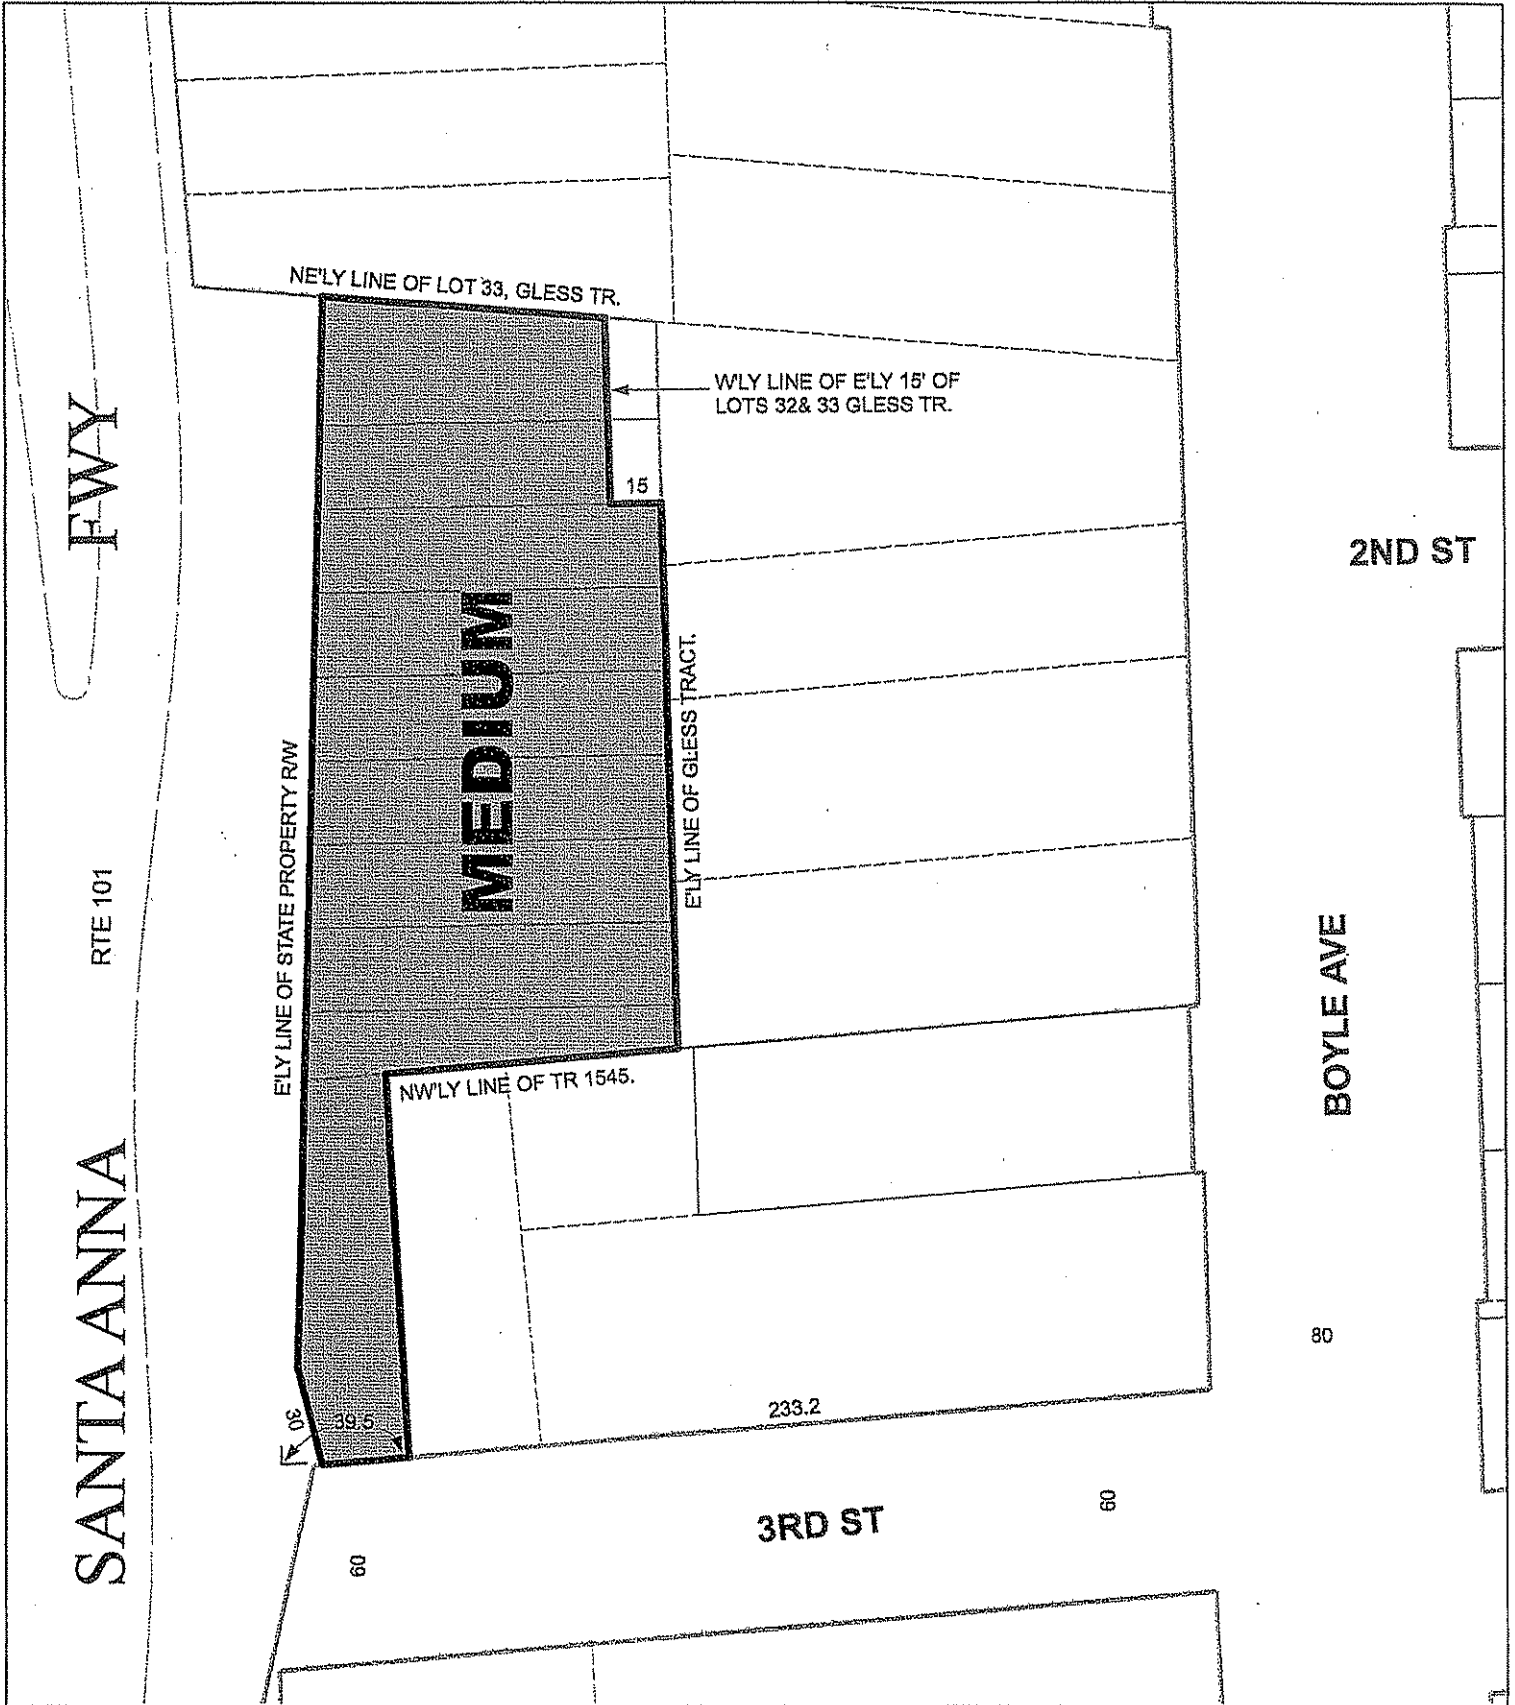 NE'LY LINE OF LOT 33, GLESS TR.
W'LY LINE OF E'LY 15' OF
LOTS 32& 33 GLESS TR.
15
FWY
2ND ST
MEDIUM
E'LY LINE OF GLESS TRACT.
E'LY LINE OF STATE PROPERTY R/W
RTE 101
BOYLE AVE
NW'LY LINE OF TR 1545.
SANTA ANNA
80
30
39.5
233.2
3RD ST
60
60